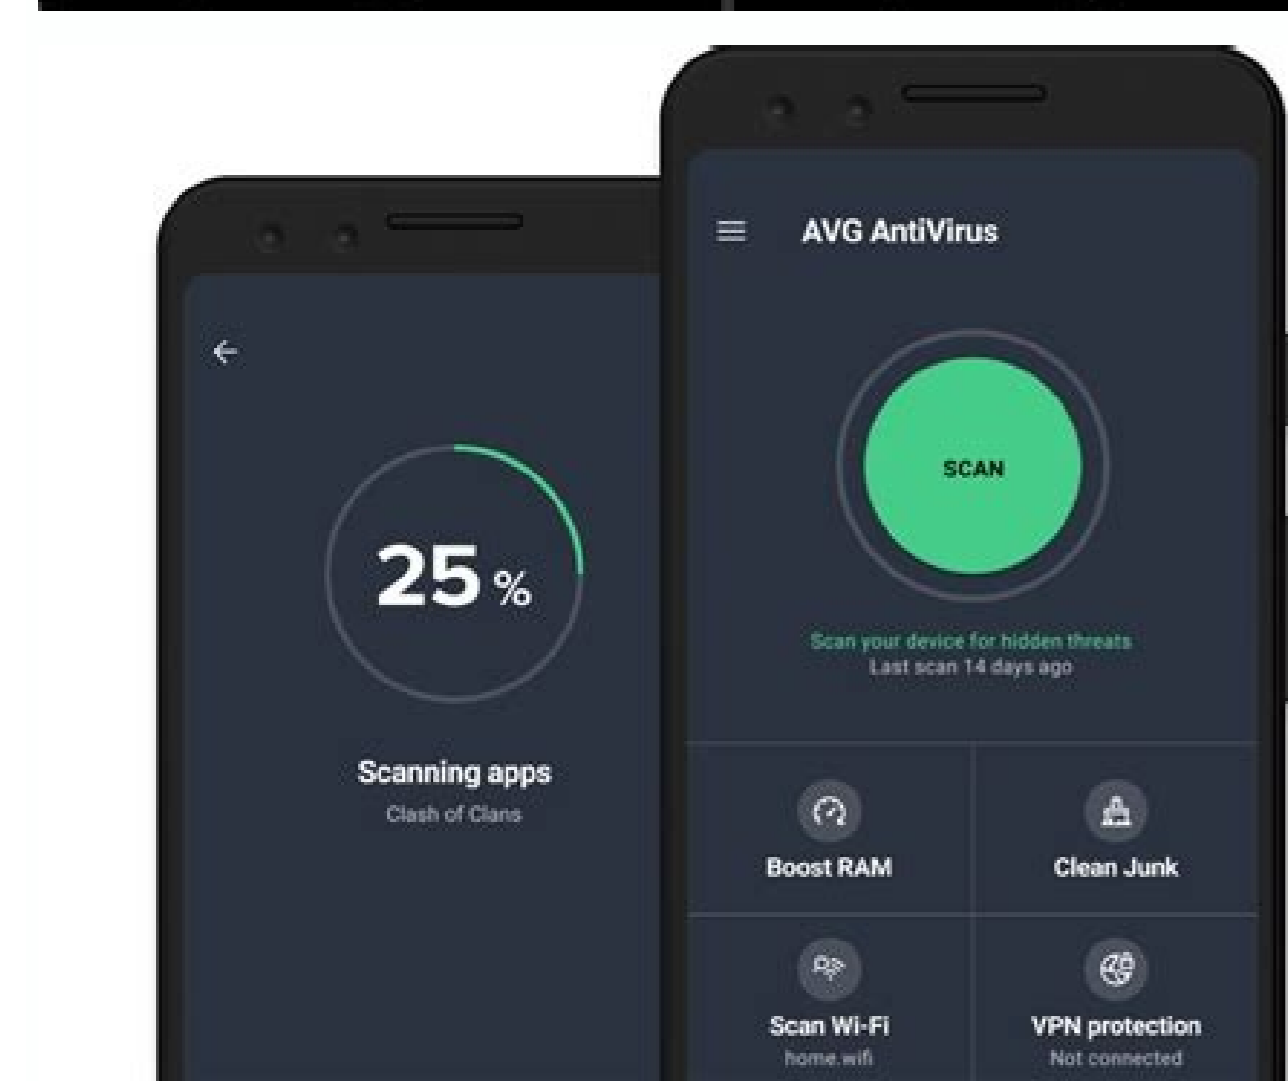 25 %
Scanning apps
Clash of Clans
AVG AntiVirus
SCAN
Scan your device for hidden threats
Last scan 14 days ago
Boost RAM
Clean Junk
Scan Wi-Fi
home.wifi
VPN protection
Not connected